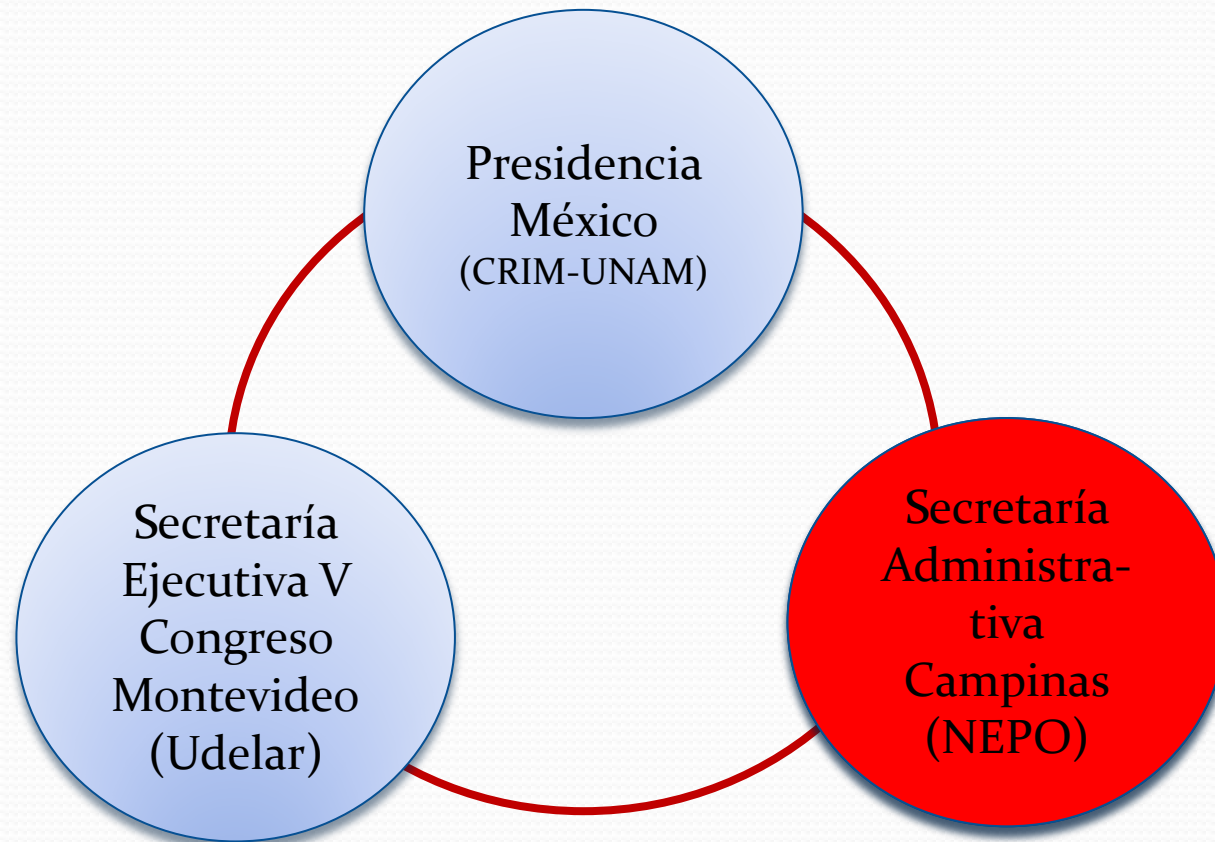 Presidencia
México
(CRIM-UNAM)
Secretaría
Ejecutiva V
Congreso
Montevideo
(Udelar)
Secretaría
Administra-
tiva
Campinas
(NEPO)